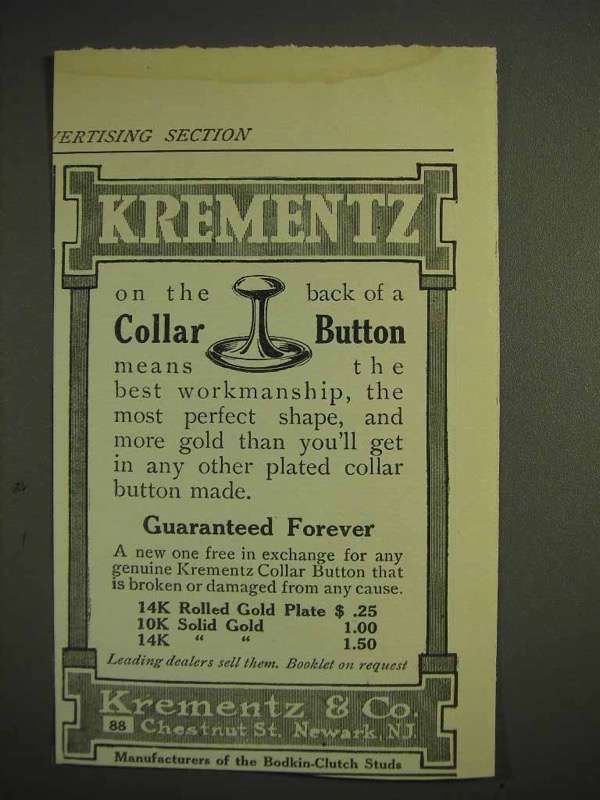 VERTISING SECTION
KREMENTZ
on the back of a
Collar Button
means the
best workmanship, the
most perfect shape, and
more gold than you'll get
in any other plated collar
button made.
Guaranteed Forever
A new one free in exchange for any
genuine Krementz Collar Button that
is broken or damaged from any cause.
14K Rolled Gold Plate $ .25
10K Solid Gold 1.00
14K " " 1.50
Leading dealers sell them. Booklet on request
Krementz & Co.
88 Chestnut St. Newark, N.J.
Manufacturers of the Bodkin-Clutch Studs